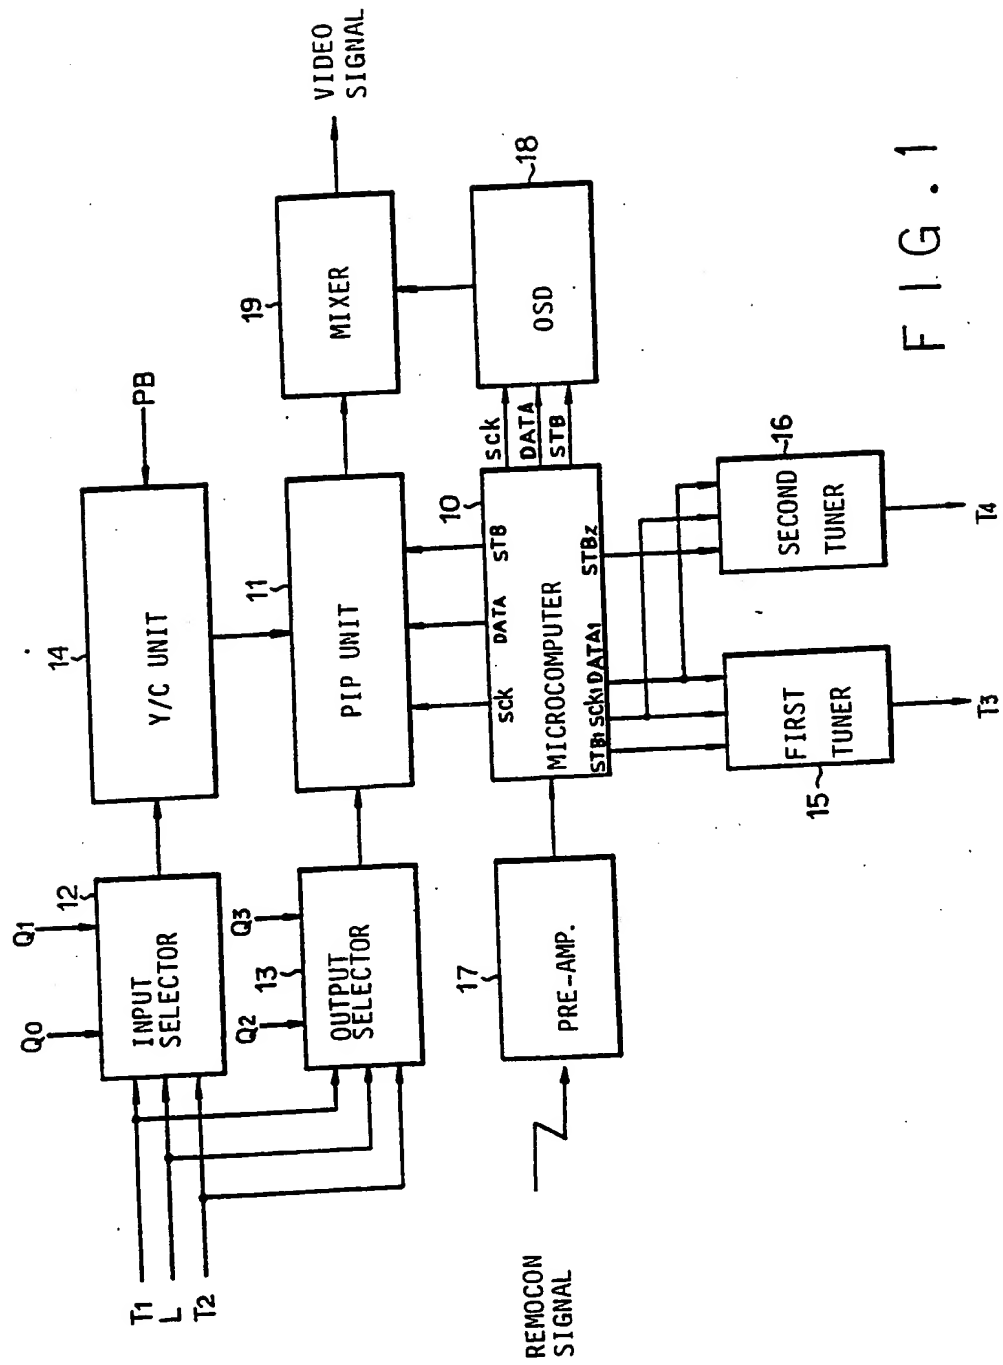 Q0
Q1
PB
12
14
T1
L
T2
INPUT
SELECTOR
Y/C UNIT
Q2
13
Q3
11
19
OUTPUT
SELECTOR
PIP UNIT
MIXER
VIDEO
SIGNAL
17
10
sck
DATA
STB
sck
DATA
STB
18
REMOCON
SIGNAL
PRE-AMP.
MICROCOMPUTER
OSD
STB1
SCK1
DATA1
STB2
15
FIRST
TUNER
SECOND
TUNER
16
T3
T4
FIG.1